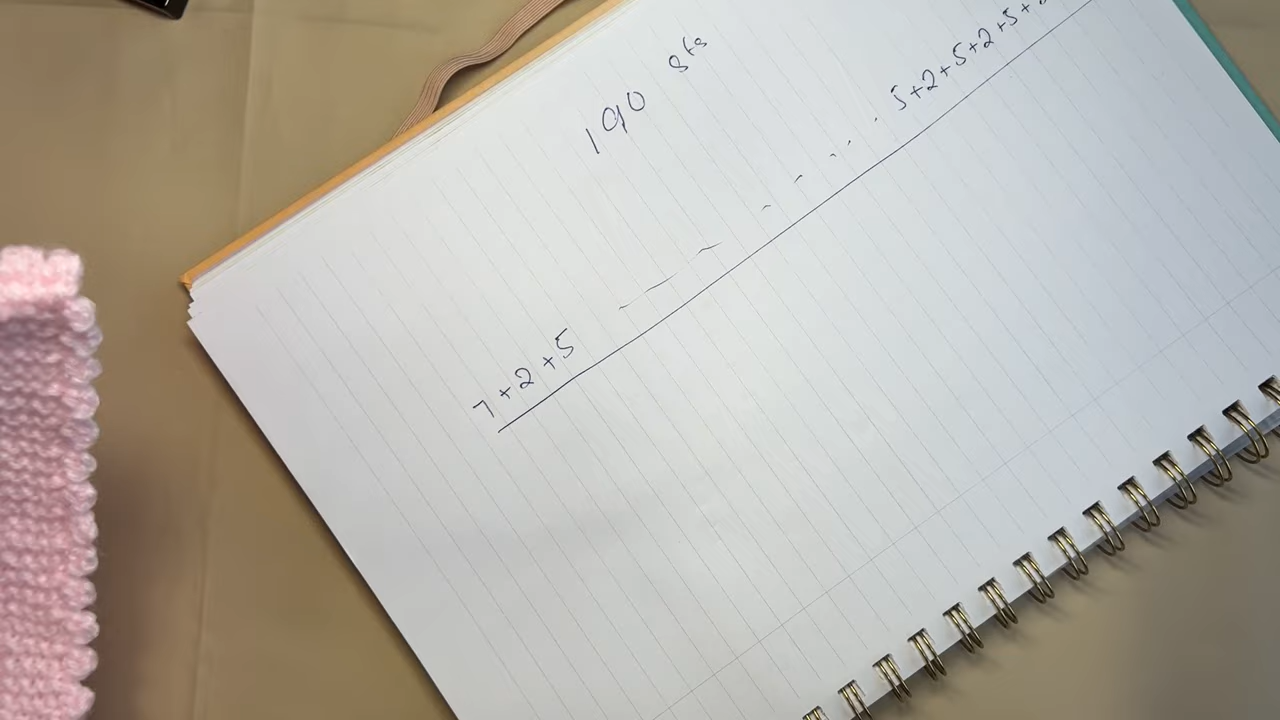 190 sts
7+2+5 - - - - - . . . 5+2+5+2+5+